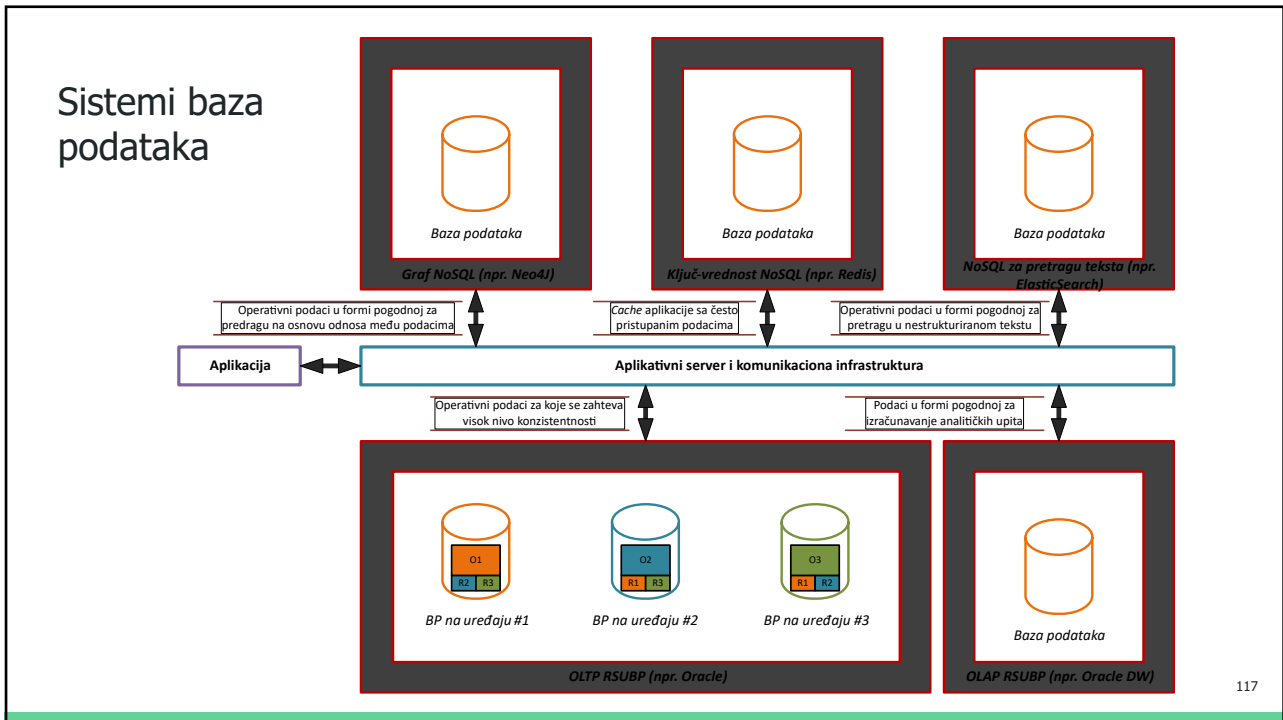 Sistemi baza
podataka
Baza podataka
Graf NoSQL (npr. Neo4J)
Baza podataka
Ključ-vrednost NoSQL (npr. Redis)
Baza podataka
NoSQL za pretragu teksta (npr.
ElasticSearch)
Operativni podaci u formi pogodnoj za
predragu na osnovu odnosa među podacima
Cache aplikacije sa često
pristupanim podacima
Operativni podaci u formi pogodnoj za
pretragu u nestrukturiranom tekstu
Aplikacija
Aplikativni server i komunikaciona infrastruktura
Operativni podaci za koje se zahteva
visok nivo konzistentnosti
Podaci u formi pogodnoj za
izračunavanje analitičkih upita
O1
R2 R3
BP na uređaju #1
O2
R1 R3
BP na uređaju #2
O3
R1 R2
BP na uređaju #3
OLTP RSUBP (npr. Oracle)
Baza podataka
OLAP RSUBP (npr. Oracle DW)
117